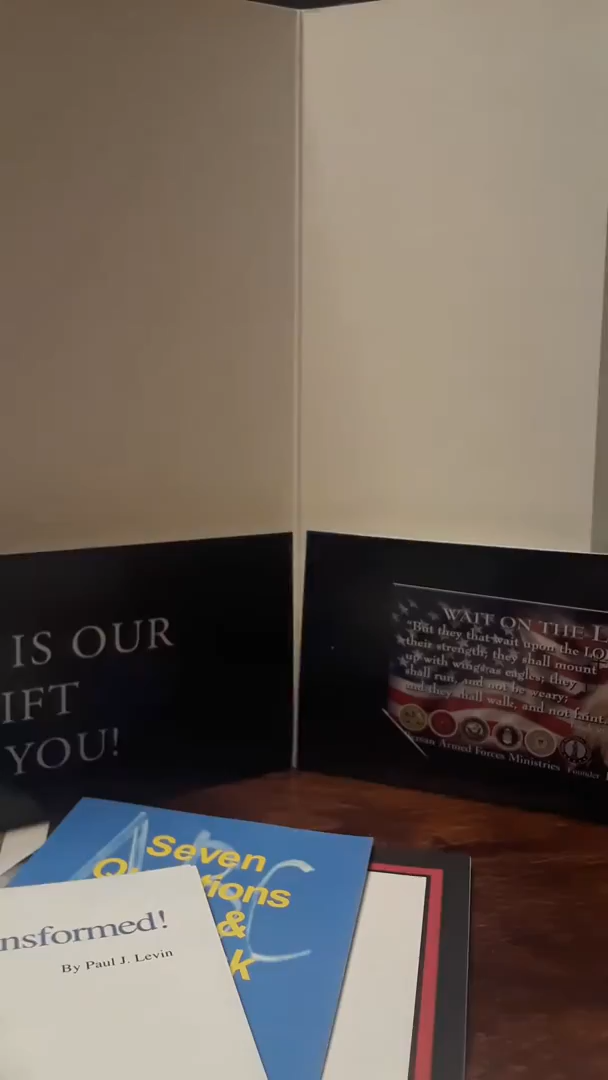 IS OUR
IFT
YOU!
WAIT ON THE L
"But they that wait upon the LO
their strength; they shall mount
up with wings as eagles; they
shall run, and not be weary;
and they shall walk, and not faint.
Armed Forces Ministries Founder
Seven
&
ABC
nsformed!
By Paul J. Levin